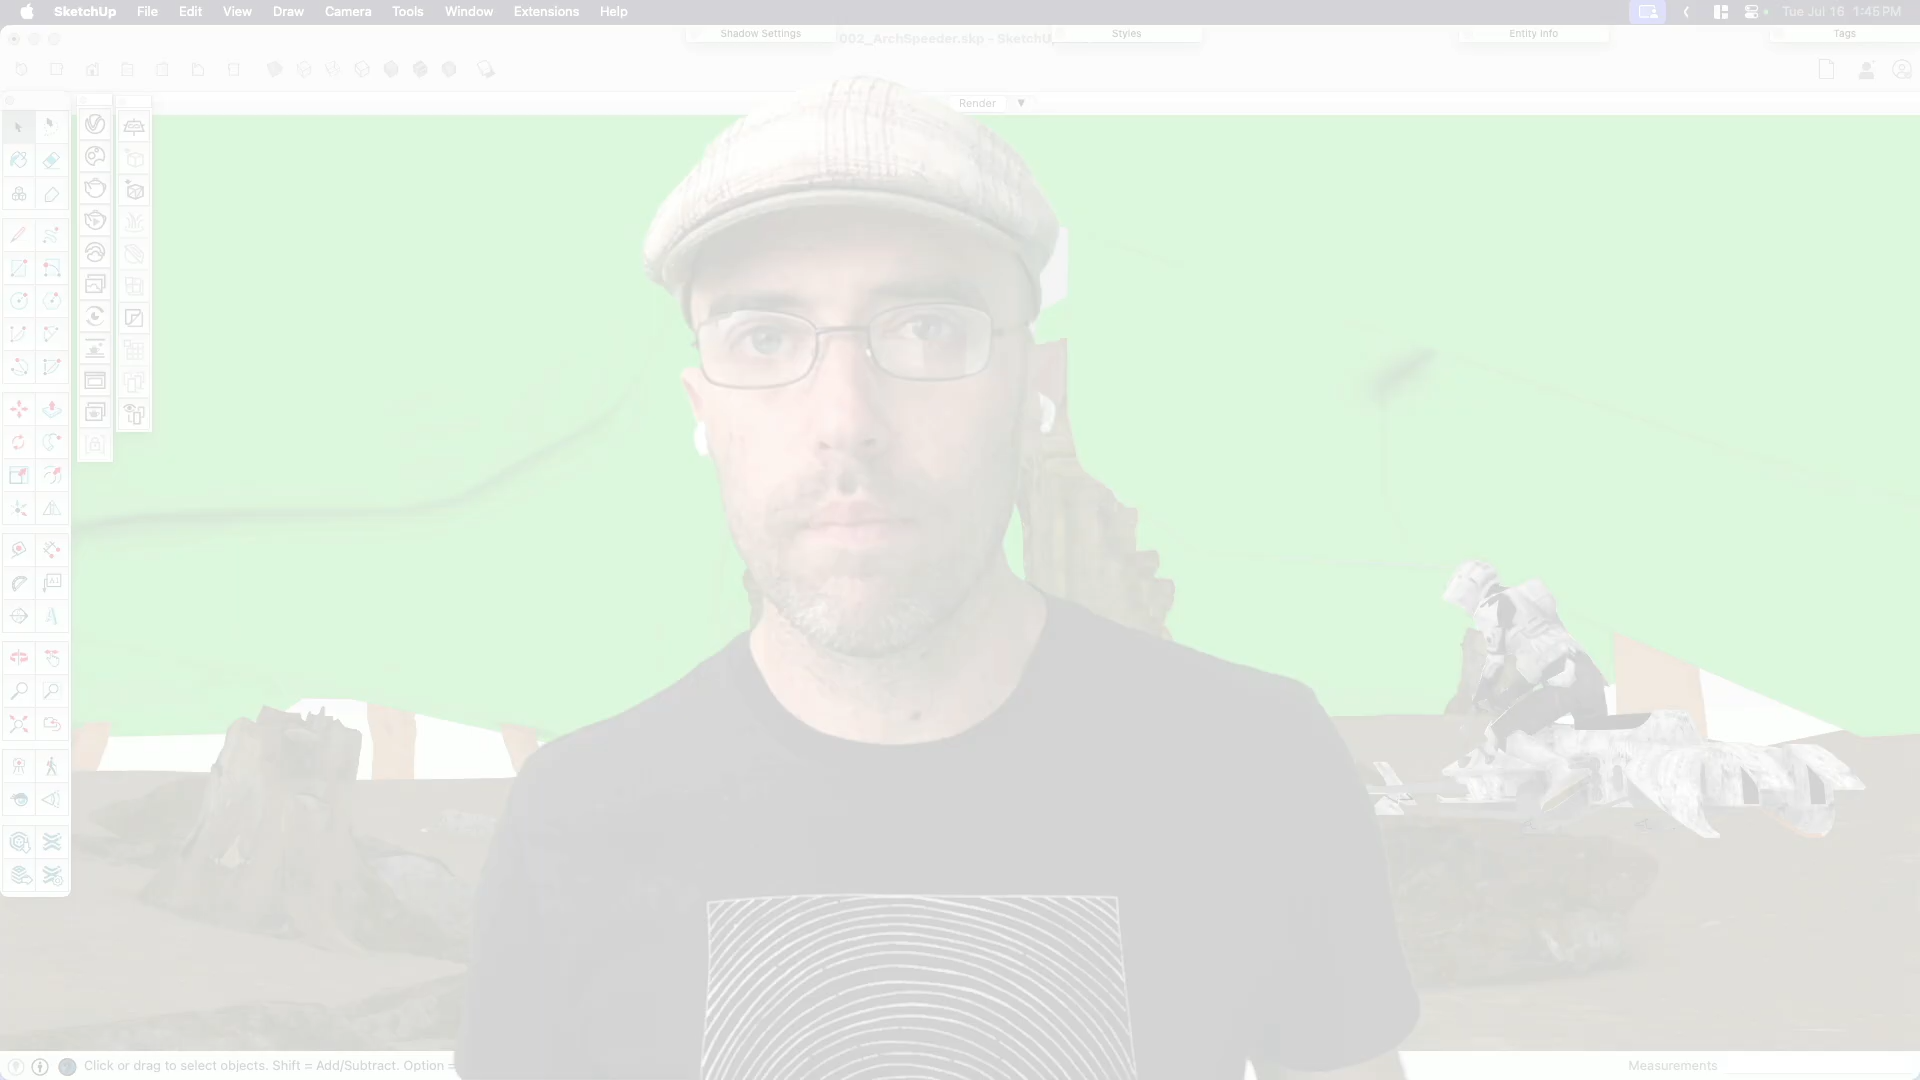 SketchUp File Edit View Draw Camera Tools Window Extensions Help Tue Jul 16 1:45 PM
Shadow Settings Styles Entity Info Tags
002_ArchSpeeder.skp - SketchU
Render
Click or drag to select objects. Shift = Add/Subtract. Option =
Measurements